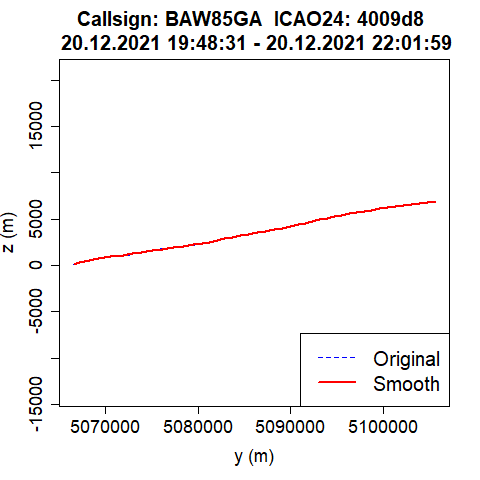 Callsign: BAW85GA  ICAO24: 4009d8
20.12.2021 19:48:31 - 20.12.2021 22:01:59
z (m)
15000
5000
0
-5000
-15000
Original
Smooth
5070000
5080000
5090000
5100000
y (m)